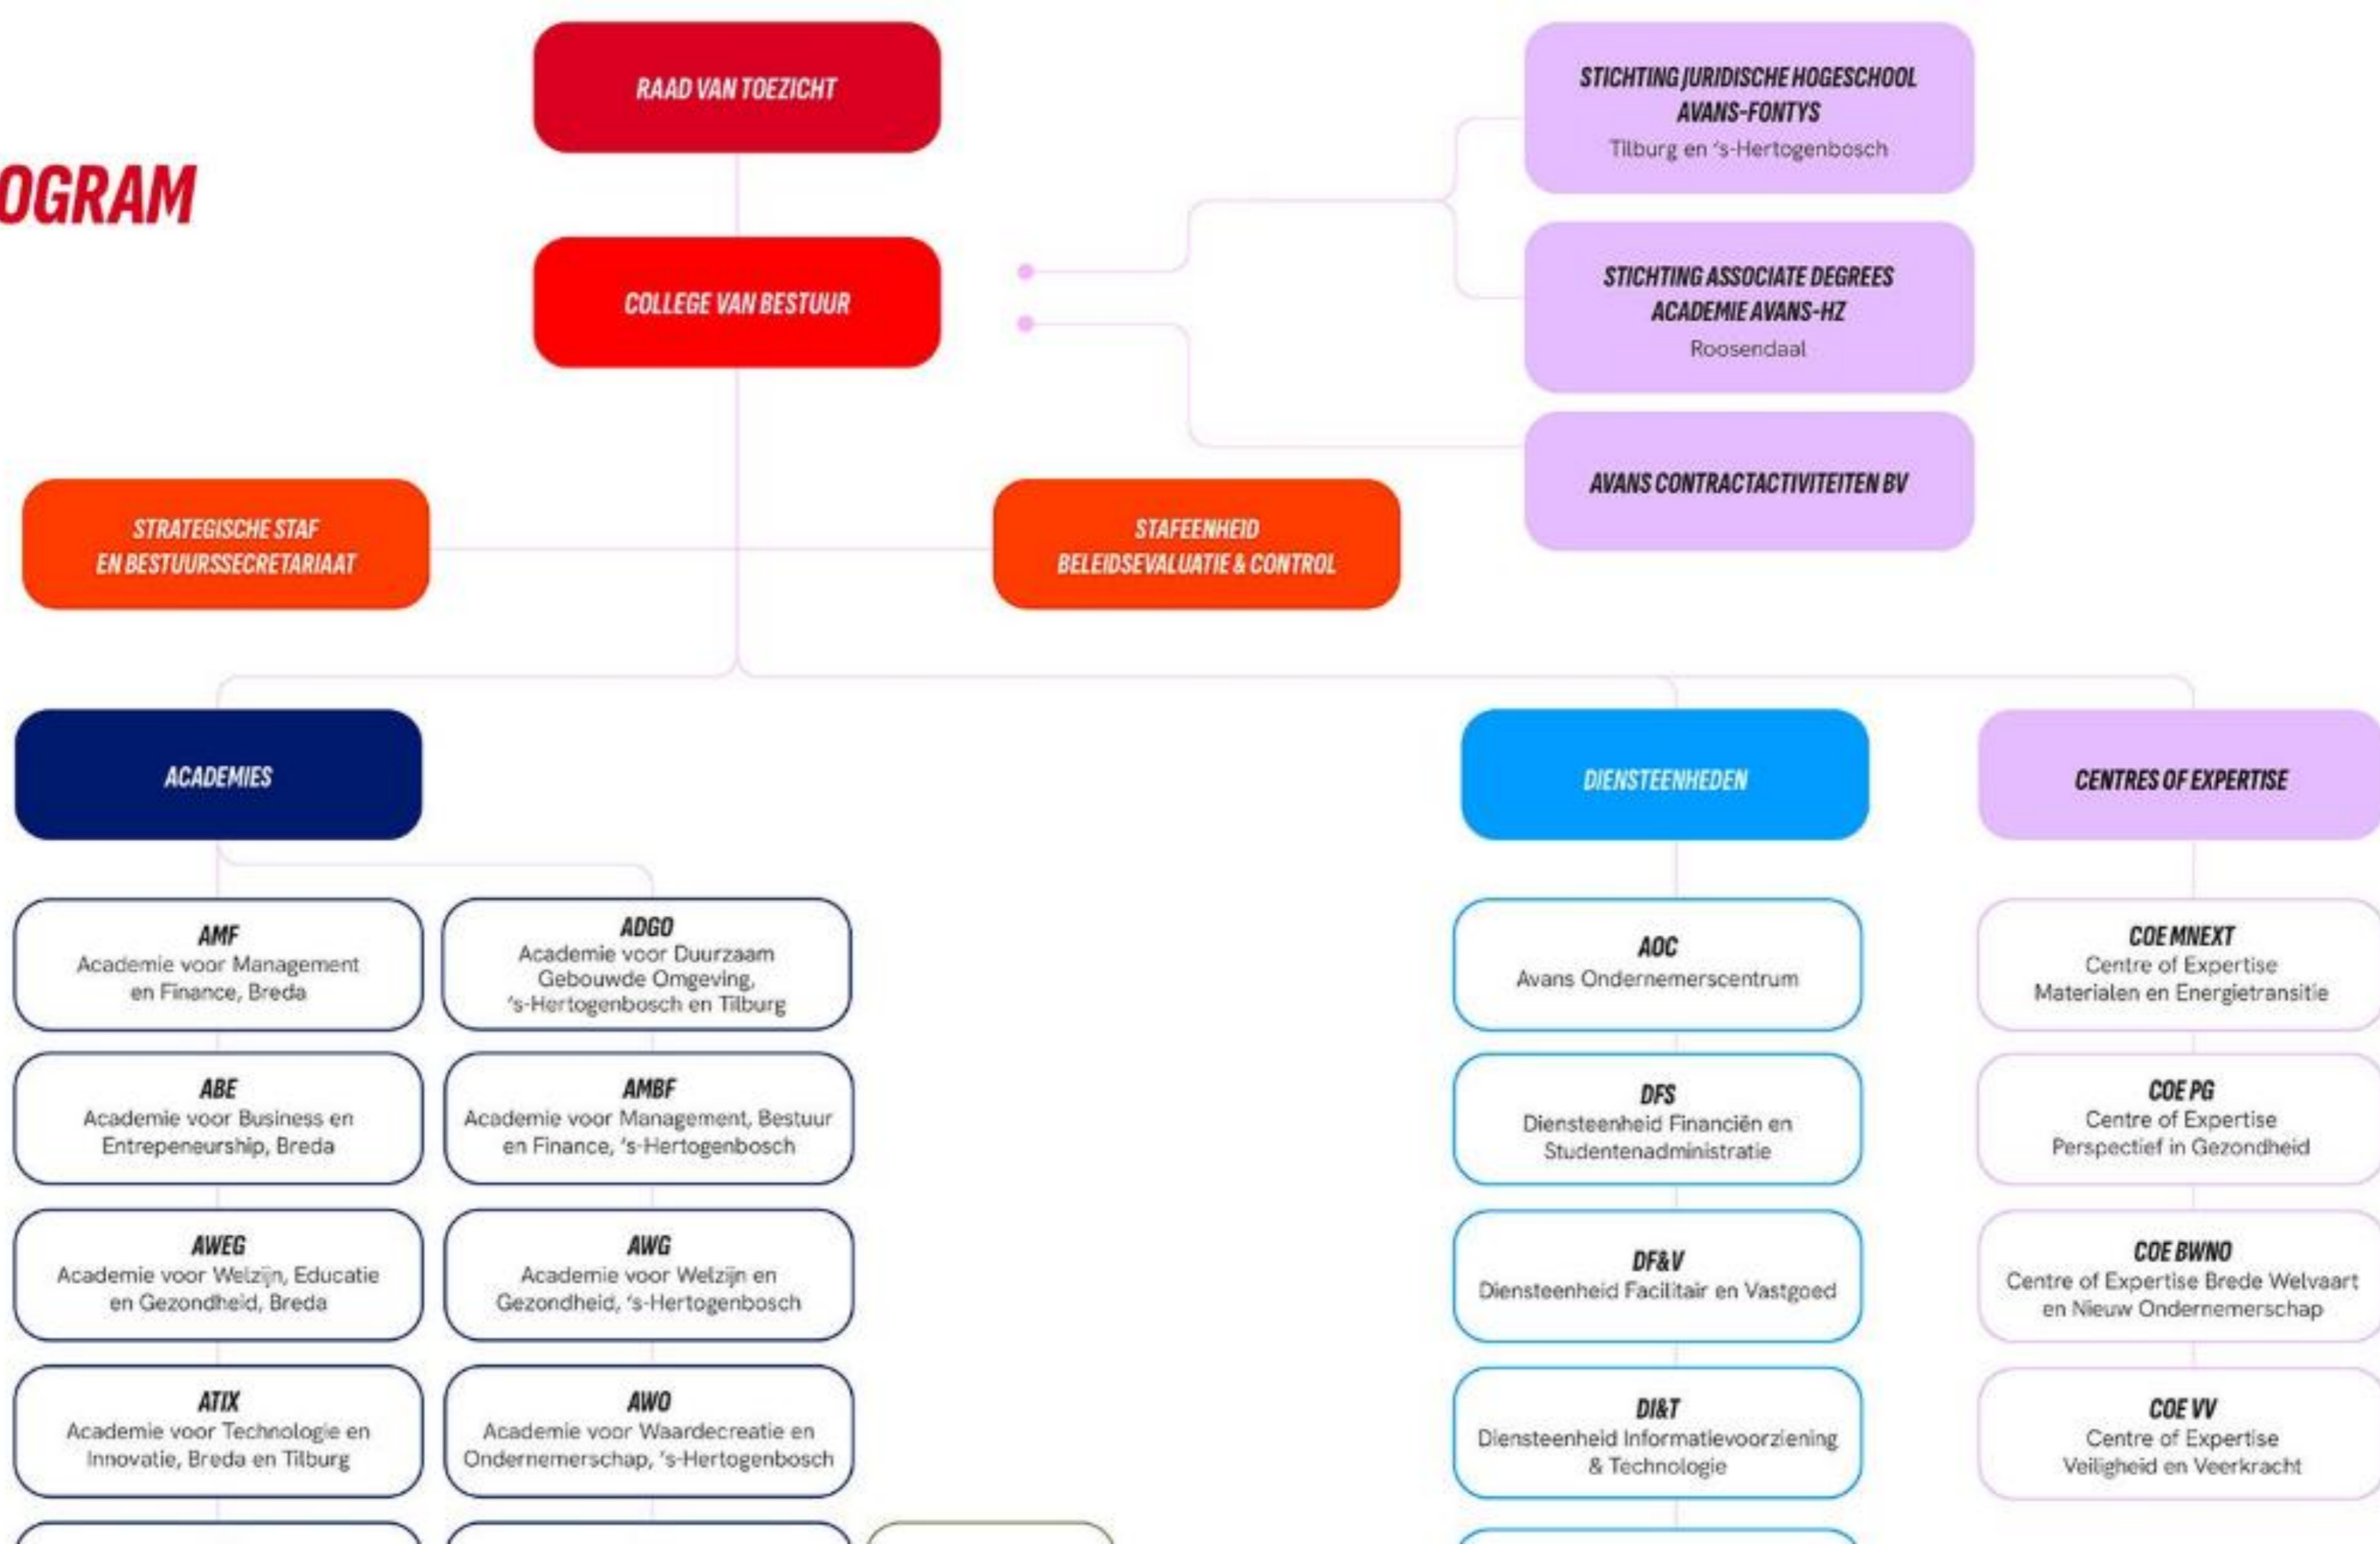 OGRAM
RAAD VAN TOEZICHT
COLLEGE VAN BESTUUR
STICHTING JURIDISCHE HOGESCHOOL
AVANS-FONTYS
Tilburg en 's-Hertogenbosch
STICHTING ASSOCIATE DEGREES
ACADEMIE AVANS-HZ
Roosendaal
AVANS CONTRACTACTIVITEITEN BV
STRATEGISCHE STAF
EN BESTUURSSECRETARIAAT
STAFEENHEID
BELEIDSEVALUATIE & CONTROL
ACADEMIES
AMF
Academie voor Management
en Finance, Breda
ABE
Academie voor Business en
Entrepeneurship, Breda
AWEG
Academie voor Welzijn, Educatie
en Gezondheid, Breda
ATIX
Academie voor Technologie en
Innovatie, Breda en Tilburg
ADGO
Academie voor Duurzaam
Gebouwde Omgeving,
's-Hertogenbosch en Tilburg
AMBF
Academie voor Management, Bestuur
en Finance, 's-Hertogenbosch
AWG
Academie voor Welzijn en
Gezondheid, 's-Hertogenbosch
AWO
Academie voor Waardecreatie en
Ondernemerschap, 's-Hertogenbosch
DIENSTEENHEDEN
AOC
Avans Ondernemerscentrum
DFS
Diensteenheid Financiën en
Studentenadministratie
DF&V
Diensteenheid Facilitair en Vastgoed
DI&T
Diensteenheid Informatievoorziening
& Technologie
CENTRES OF EXPERTISE
COE MNEXT
Centre of Expertise
Materialen en Energietransitie
COE PG
Centre of Expertise
Perspectief in Gezondheid
COE BWNO
Centre of Expertise Brede Welvaart
en Nieuw Ondernemerschap
COE VV
Centre of Expertise
Veiligheid en Veerkracht